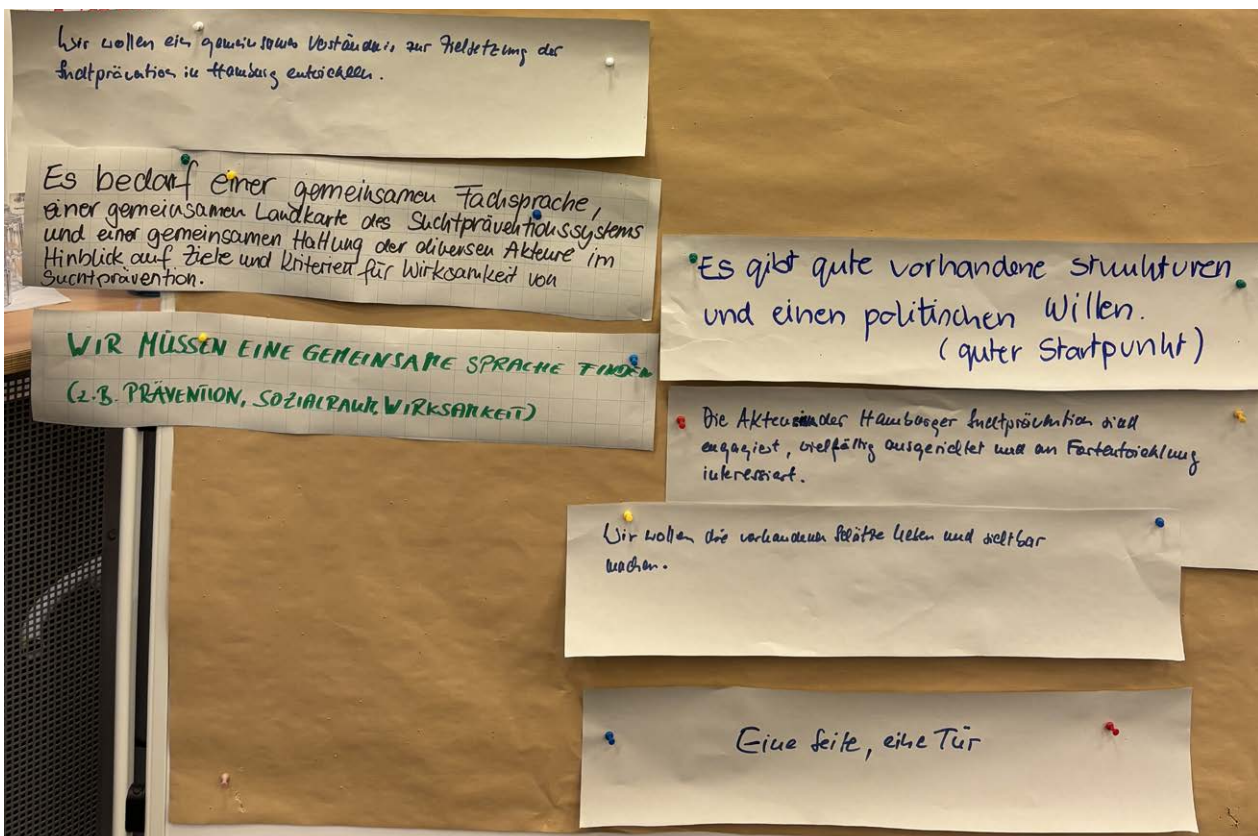 Wir wollen ein gemeinsames Verständnis zur Zielsetzung der
Suchtprävention in Hamburg entwickeln.
Es bedarf einer gemeinsamen Fachsprache,
einer gemeinsamen Landkarte des Suchtpräventionssystems
und einer gemeinsamen Haltung der diversen Akteure im
Hinblick auf Ziele und Kriterien für Wirksamkeit von
Suchtprävention.
WIR MÜSSEN EINE GEMEINSAME SPRACHE FINDEN
(z.B. PRÄVENTION, SOZIALRAUM, WIRKSAMKEIT)
Es gibt gute vorhandene Strukturen
und einen politischen Willen.
(guter Startpunkt)
Die Akteure in der Hamburger Suchtprävention sind
engagiert, vielfältig ausgerichtet und an Fortentwicklung
interessiert.
Wir wollen die vorhandenen Schätze heben und sichtbar
machen.
Eine Seite, eine Tür